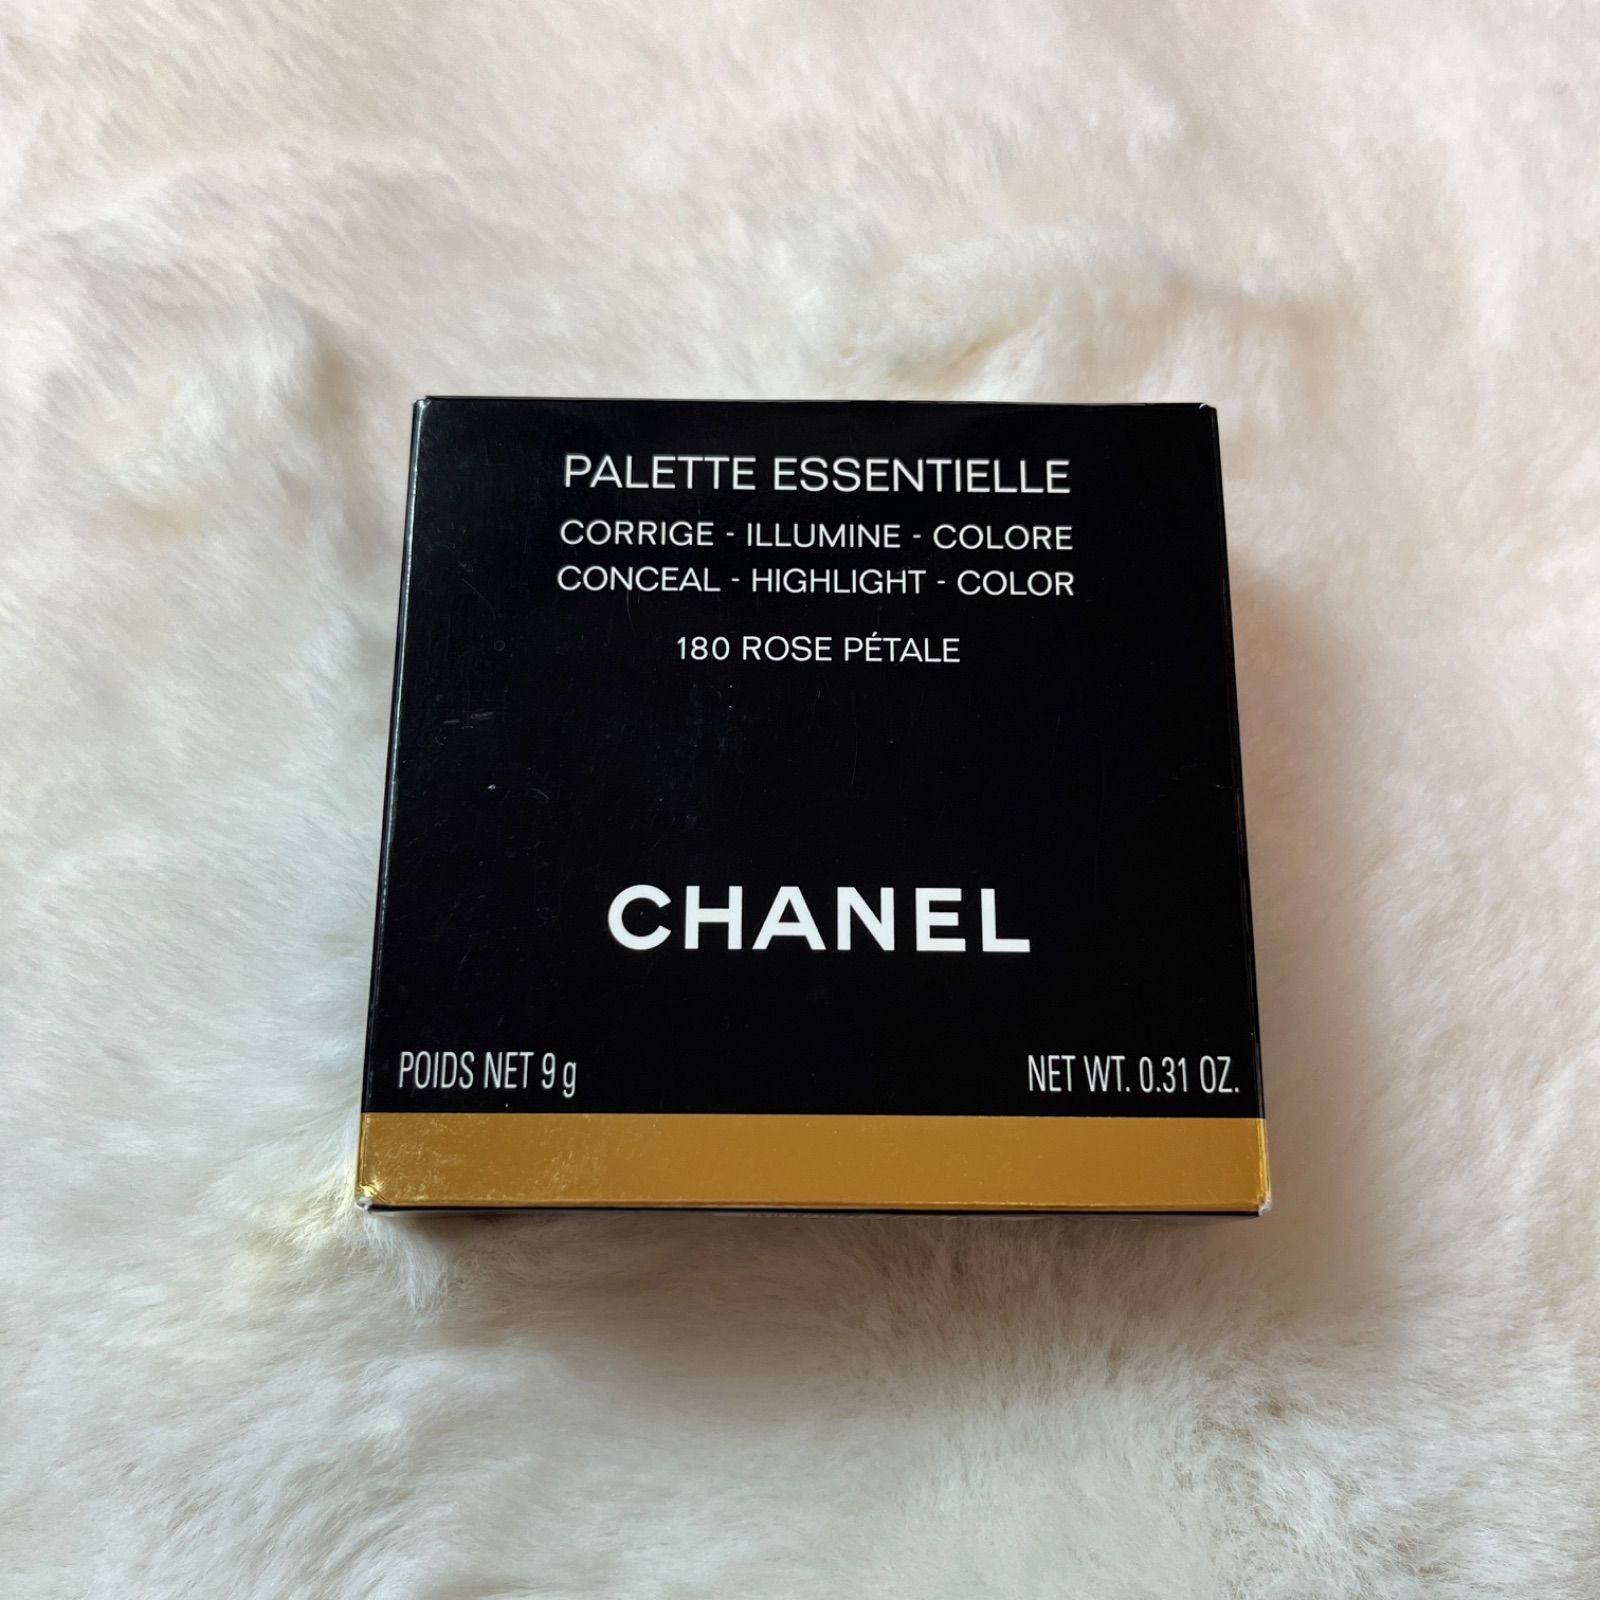 PALETTE ESSENTIELLE
CORRIGE - ILLUMINE - COLORE
CONCEAL - HIGHLIGHT - COLOR
180 ROSE PÉTALE
CHANEL
POIDS NET 9 g NET WT. 0.31 OZ.